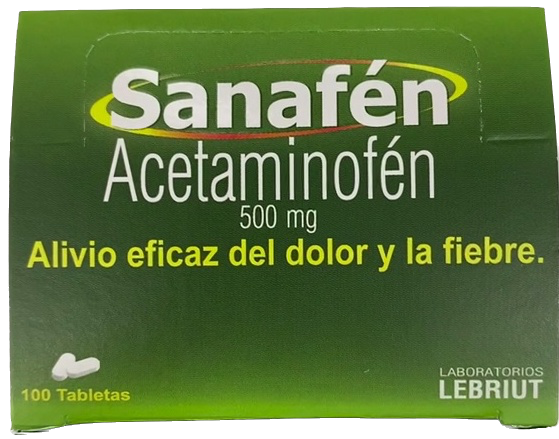 Sanafén
Acetaminofén
500 mg
Alivio eficaz del dolor y la fiebre.
100 Tabletas
LABORATORIOS
LEBRIUT